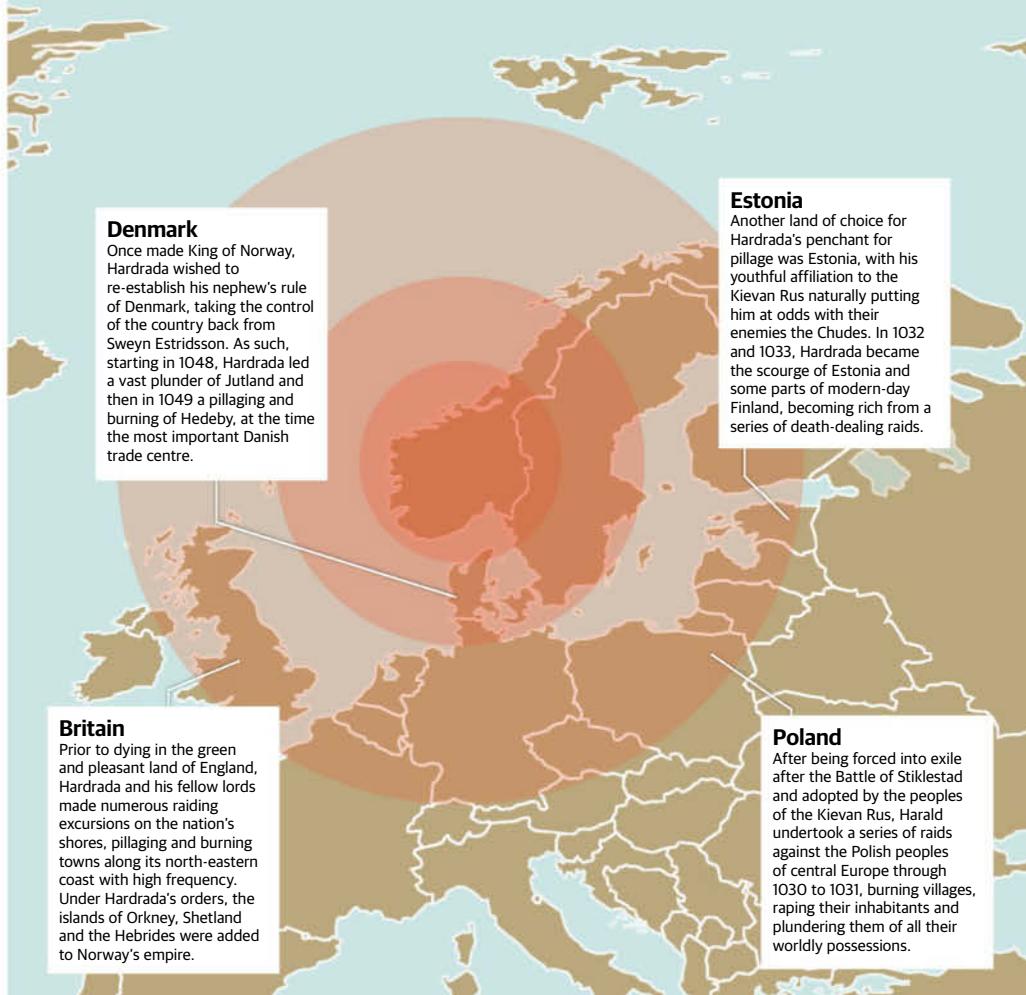 Denmark
Once made King of Norway,
Hardrada wished to
re-establish his nephew's rule
of Denmark, taking the control
of the country back from
Sweyn Estridsson. As such,
starting in 1048, Hardrada led
a vast plunder of Jutland and
then in 1049 a pillaging and
burning of Hedeby, at the time
the most important Danish
trade centre.
Estonia
Another land of choice for
Hardrada's penchant for
pillage was Estonia, with his
youthful affiliation to the
Kievan Rus naturally putting
him at odds with their
enemies the Chudes. In 1032
and 1033, Hardrada became
the scourge of Estonia and
some parts of modern-day
Finland, becoming rich from a
series of death-dealing raids.
Britain
Prior to dying in the green
and pleasant land of England,
Hardrada and his fellow lords
made numerous raiding
excursions on the nation's
shores, pillaging and burning
towns along its north-eastern
coast with high frequency.
Under Hardrada's orders, the
islands of Orkney, Shetland
and the Hebrides were added
to Norway's empire.
Poland
After being forced into exile
after the Battle of Stiklestad
and adopted by the peoples
of the Kievan Rus, Harald
undertook a series of raids
against the Polish peoples
of central Europe through
1030 to 1031, burning villages,
raping their inhabitants and
plundering them of all their
worldly possessions.